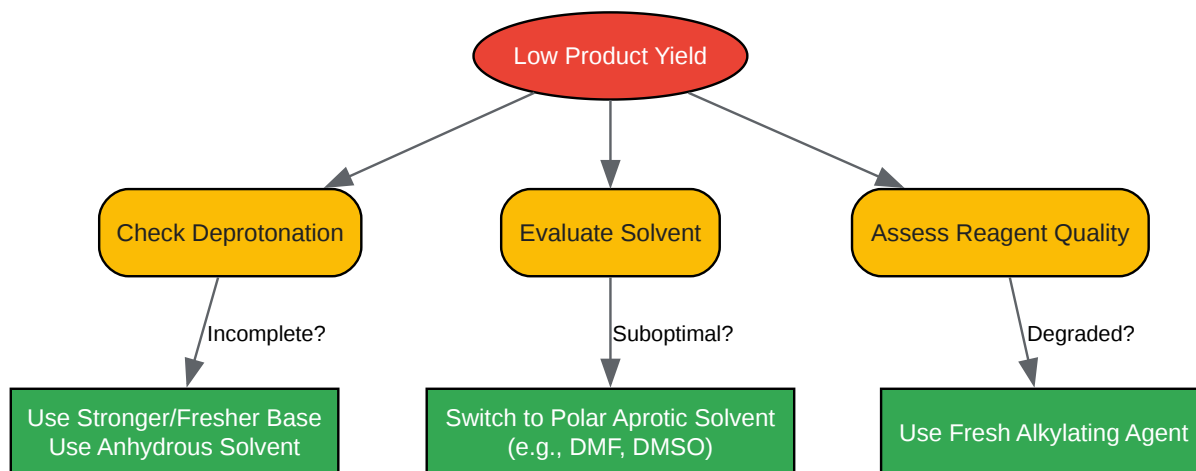 Low Product Yield
Check Deprotonation
Evaluate Solvent
Assess Reagent Quality
Incomplete?
Suboptimal?
Degraded?
Use Stronger/Fresher Base
Use Anhydrous Solvent
Switch to Polar Aprotic Solvent
(e.g., DMF, DMSO)
Use Fresh Alkylating Agent